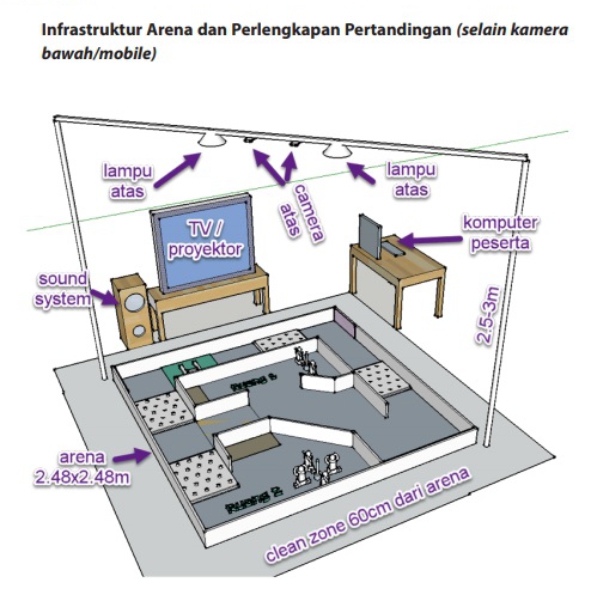 Infrastruktur Arena dan Perlengkapan Pertandingan (selain kamera
bawah/mobile)
lampu
atas
camera
atas
lampu
atas
TV /
proyektor
komputer
peserta
sound
system
2.5-3m
arena
2.48x2.48m
clean zone 60cm dari arena